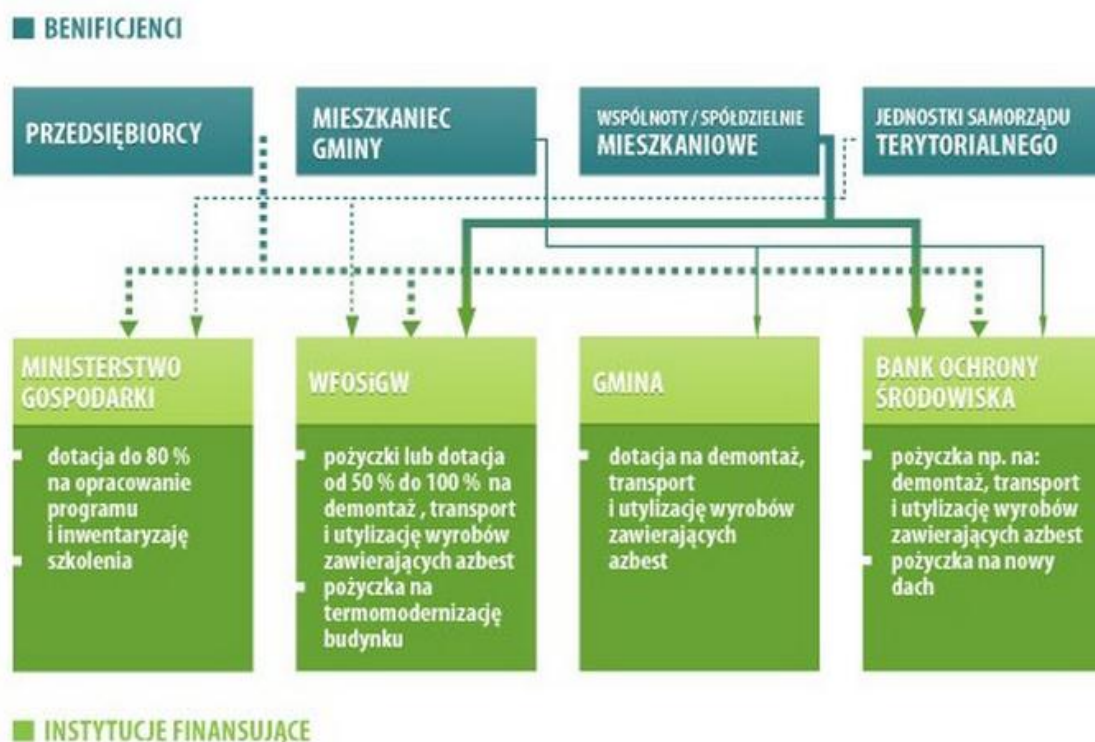 BENIFICJENCI
PRZEDSIĘBIORCY
MIESZKANIEC
GMINY
WSPÓLNOTY / SPÓŁDZIELNIE
MIESZKANIOWE
JEDNOSTKI SAMORZĄDU
TERYTORIALNEGO
MINISTERSTWO
GOSPODARKI
dotacja do 80 %
na opracowanie
programu
i inwentaryzaję
szkolenia
WFOSiGW
pożyczki lub dotacja
od 50 % do 100 % na
demontaż , transport
i utylizację wyrobów
zawierających azbest
pożyczka na
termomodernizację
budynku
GMINA
dotacja na demontaż,
transport
i utylizację wyrobów
zawierających
azbest
BANK OCHRONY
ŚRODOWISKA
pożyczka np. na:
demontaż, transport
i utylizację wyrobów
zawierających azbest
pożyczka na nowy
dach
INSTYTUCJE FINANSUJĄCE